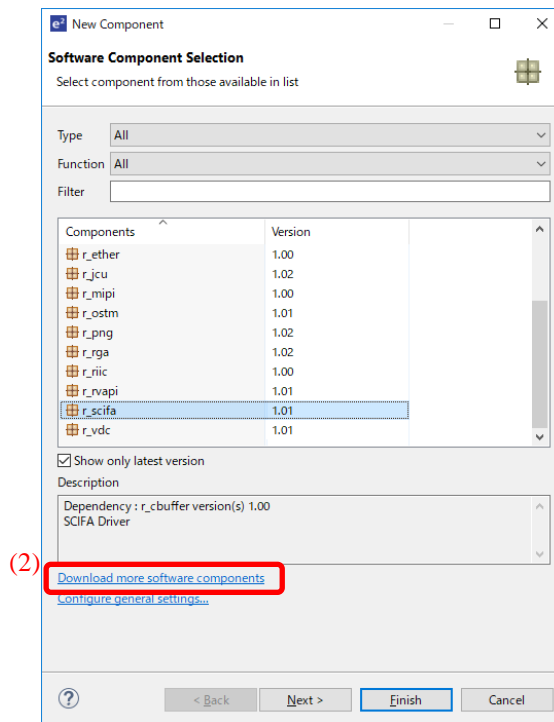 e² New Component
Software Component Selection
Select component from those available in list
Type All
Function All
Filter
Components Version
r_ether 1.00
r_jcu 1.02
r_mipi 1.00
r_ostm 1.01
r_png 1.02
r_rga 1.02
r_riic 1.00
r_rvapi 1.01
r_scifa 1.01
r_vdc 1.01
Show only latest version
Description
Dependency : r_cbuffer version(s) 1.00
SCIFA Driver
(2)
Download more software components
Configure general settings...
? < Back Next > Finish Cancel